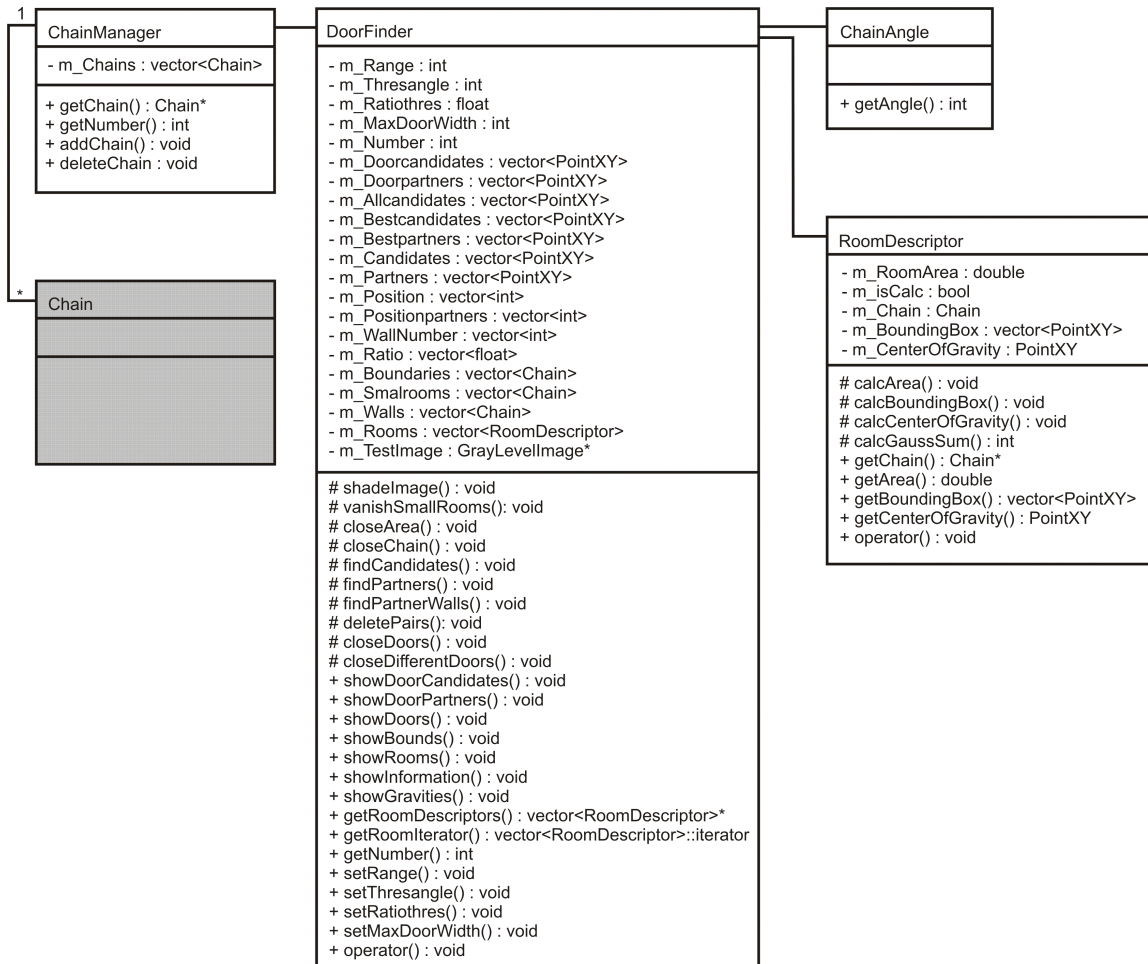 1
ChainManager
- m_Chains : vector<Chain>
+ getChain() : Chain*
+ getNumber() : int
+ addChain() : void
+ deleteChain : void
*
Chain
DoorFinder
- m_Range : int
- m_Thresangle : int
- m_Ratiothres : float
- m_MaxDoorWidth : int
- m_Number : int
- m_Doorcandidates : vector<PointXY>
- m_Doorpartners : vector<PointXY>
- m_Allcandidates : vector<PointXY>
- m_Bestcandidates : vector<PointXY>
- m_Bestpartners : vector<PointXY>
- m_Candidates : vector<PointXY>
- m_Partners : vector<PointXY>
- m_Position : vector<int>
- m_Positionpartners : vector<int>
- m_WallNumber : vector<int>
- m_Ratio : vector<float>
- m_Boundaries : vector<Chain>
- m_Smalrooms : vector<Chain>
- m_Walls : vector<Chain>
- m_Rooms : vector<RoomDescriptor>
- m_TestImage : GrayLevelImage*
# shadeImage() : void
# vanishSmallRooms(): void
# closeArea() : void
# closeChain() : void
# findCandidates() : void
# findPartners() : void
# findPartnerWalls() : void
# deletePairs(): void
# closeDoors() : void
# closeDifferentDoors() : void
+ showDoorCandidates() : void
+ showDoorPartners() : void
+ showDoors() : void
+ showBounds() : void
+ showRooms() : void
+ showInformation() : void
+ showGravities() : void
+ getRoomDescriptors() : vector<RoomDescriptor>*
+ getRoomIterator() : vector<RoomDescriptor>::iterator
+ getNumber() : int
+ setRange() : void
+ setThresangle() : void
+ setRatiothres() : void
+ setMaxDoorWidth() : void
+ operator() : void
ChainAngle
+ getAngle() : int
RoomDescriptor
- m_RoomArea : double
- m_isCalc : bool
- m_Chain : Chain
- m_BoundingBox : vector<PointXY>
- m_CenterOfGravity : PointXY
# calcArea() : void
# calcBoundingBox() : void
# calcCenterOfGravity() : void
# calcGaussSum() : int
+ getChain() : Chain*
+ getArea() : double
+ getBoundingBox() : vector<PointXY>
+ getCenterOfGravity() : PointXY
+ operator() : void